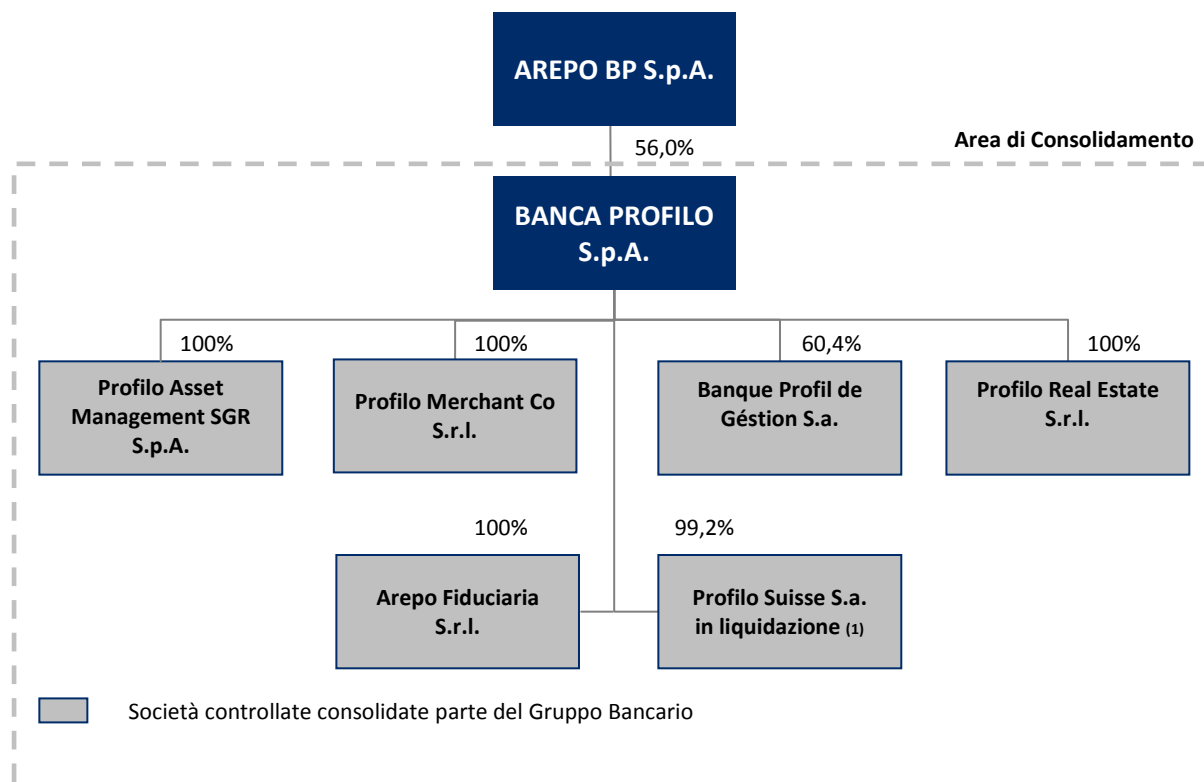 AREPO BP S.p.A.
Area di Consolidamento
56,0%
BANCA PROFILO
S.p.A.
100%
100%
60,4%
100%
Profilo Asset
Management SGR
S.p.A.
Profilo Merchant Co
S.r.l.
Banque Profil de
Géstion S.a.
Profilo Real Estate
S.r.l.
100%
99,2%
Arepo Fiduciaria
S.r.l.
Profilo Suisse S.a.
in liquidazione (1)
Società controllate consolidate parte del Gruppo Bancario